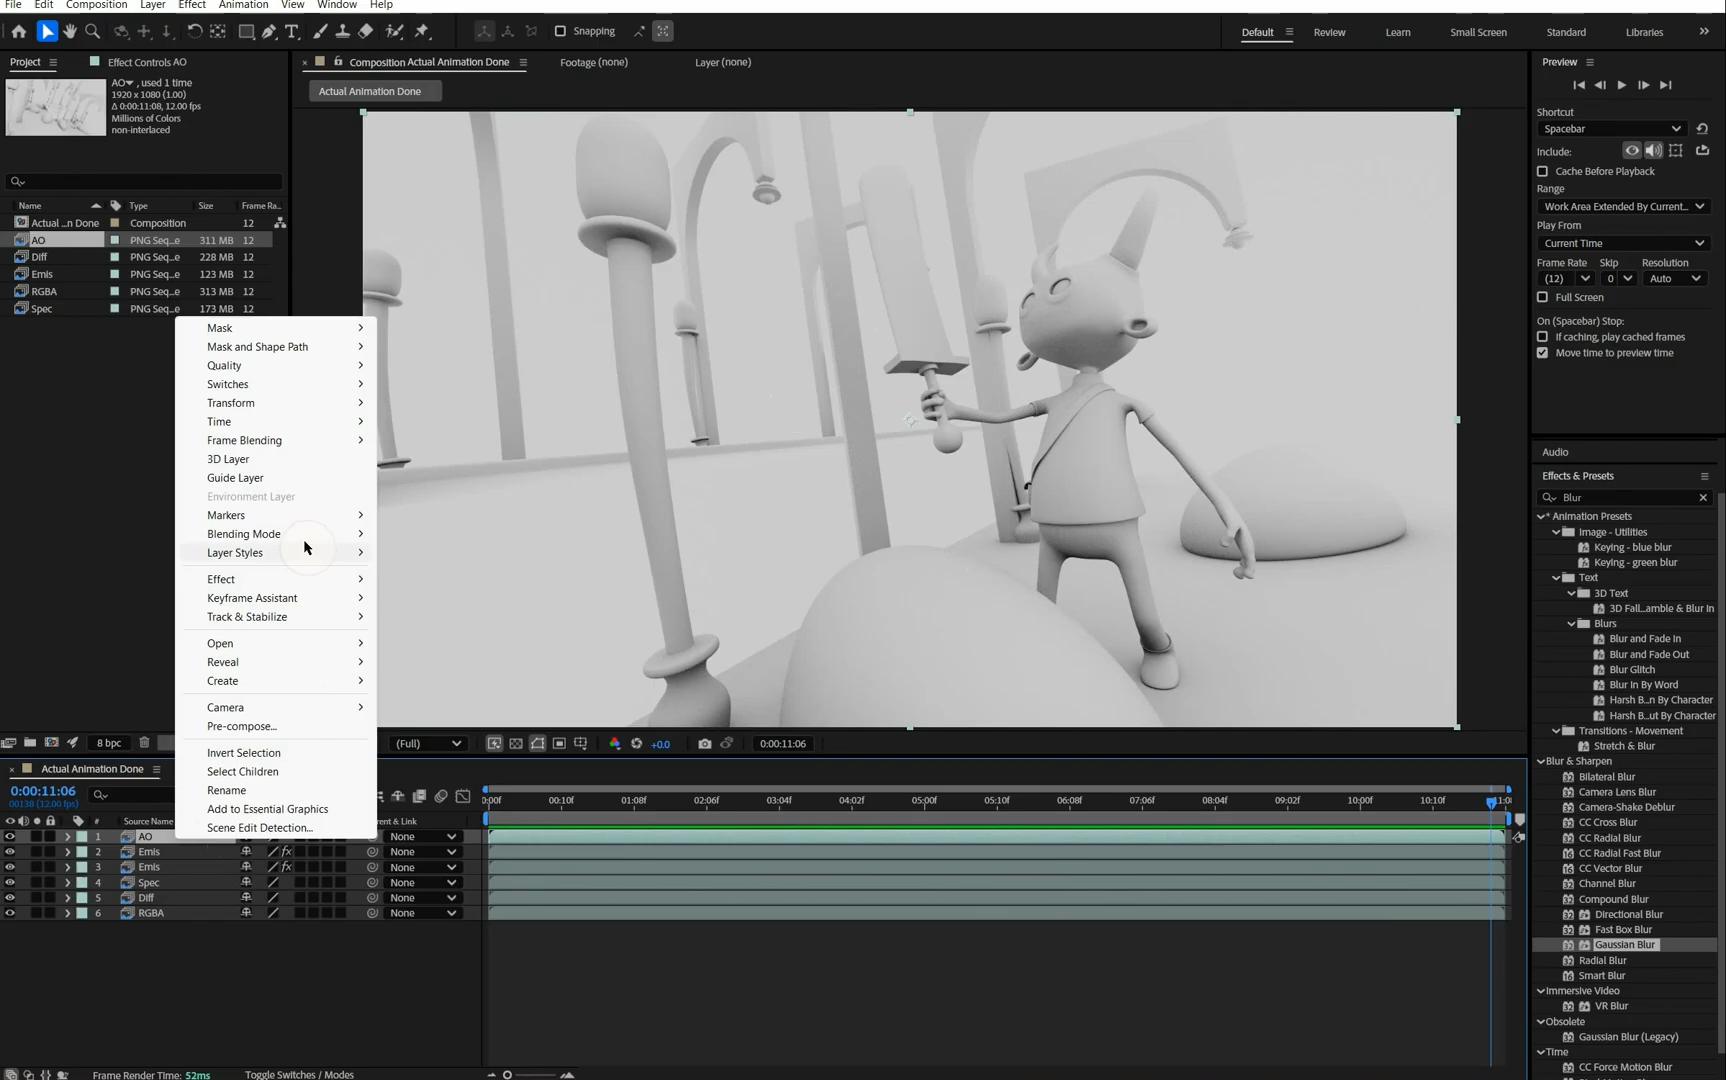 File Edit Composition Layer Effect Animation View Window Help
Snapping
Default Review Learn Small Screen Standard Libraries
Project
Effect Controls AO
AO, used 1 time
1920 x 1080 (1.00)
Δ 0:00:11:08, 12.00 fps
Millions of Colors
non-interlaced
Name Type Size Frame Ra...
Actual ...n Done Composition 12
AO PNG Seq...e 311 MB 12
Diff PNG Seq...e 228 MB 12
Emis PNG Seq...e 123 MB 12
RGBA PNG Seq...e 313 MB 12
Spec PNG Seq...e 173 MB 12
Composition Actual Animation Done
Footage (none)
Layer (none)
Actual Animation Done
Mask
Mask and Shape Path
Quality
Switches
Transform
Time
Frame Blending
3D Layer
Guide Layer
Environment Layer
Markers
Blending Mode
Layer Styles
Effect
Keyframe Assistant
Track & Stabilize
Open
Reveal
Create
Camera
Pre-compose...
Invert Selection
Select Children
Rename
Add to Essential Graphics
Scene Edit Detection...
8 bpc
(Full)
+0.0
0:00:11:06
Preview
Shortcut
Spacebar
Include:
Cache Before Playback
Range
Work Area Extended By Current...
Play From
Current Time
Frame Rate Skip Resolution
(12) 0 Auto
Full Screen
On (Spacebar) Stop:
If caching, play cached frames
Move time to preview time
Audio
Effects & Presets
Blur
* Animation Presets
Image - Utilities
Keying - blue blur
Keying - green blur
Text
3D Text
3D Fall...amble & Blur In
Blurs
Blur and Fade In
Blur and Fade Out
Blur Glitch
Blur In By Word
Harsh B...n By Character
Harsh B...ut By Character
Transitions - Movement
Stretch & Blur
Blur & Sharpen
Bilateral Blur
Camera Lens Blur
Camera-Shake Deblur
CC Cross Blur
CC Radial Blur
CC Radial Fast Blur
CC Vector Blur
Channel Blur
Compound Blur
Directional Blur
Fast Box Blur
Gaussian Blur
Radial Blur
Smart Blur
Immersive Video
VR Blur
Obsolete
Gaussian Blur (Legacy)
Time
CC Force Motion Blur
Actual Animation Done
0:00:11:06
00138 (12.00 fps)
00:10f 01:08f 02:06f 03:04f 04:02f 05:00f 05:10f 06:08f 07:06f 08:04f 09:02f 10:00f 10:10f
# Source Name
1 AO None
2 Emis None
3 Emis None
4 Spec None
5 Diff None
6 RGBA None
Frame Render Time: 52ms
Toggle Switches / Modes